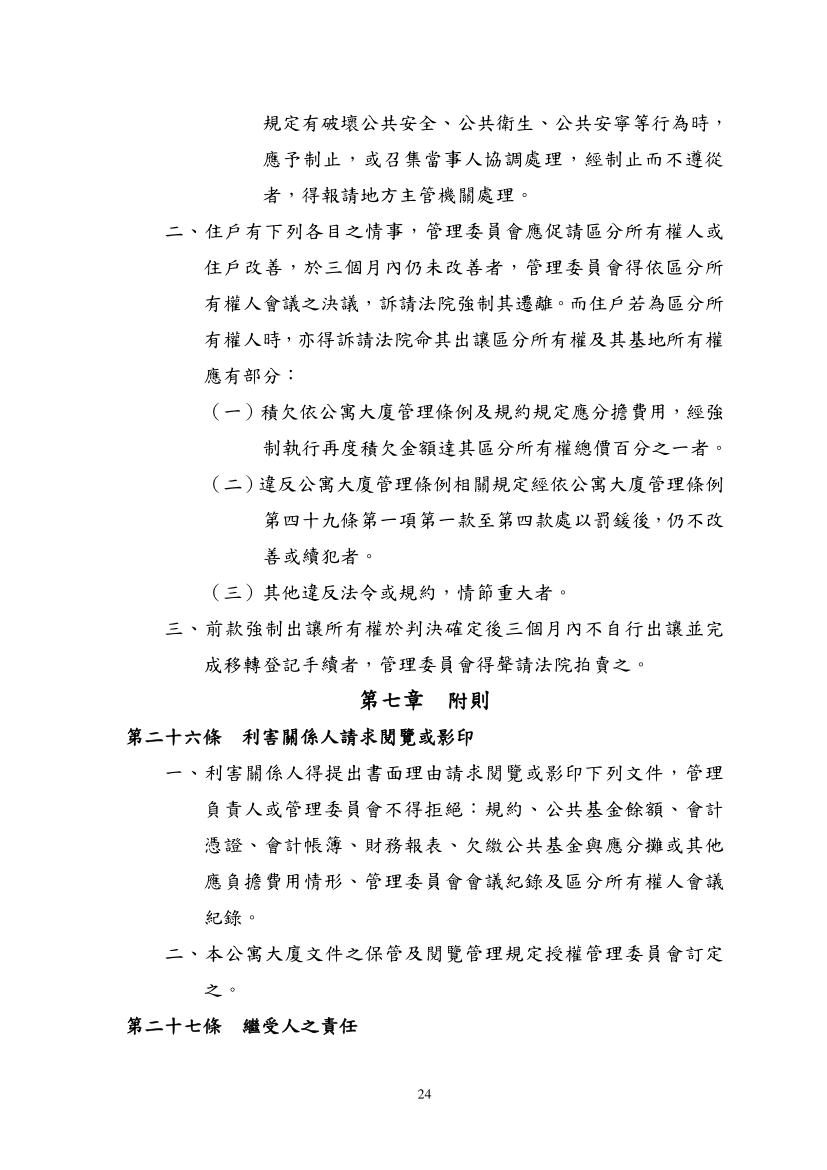 規定有破壞公共安全、公共衛生、公共安寧等行為時，
應予制止，或召集當事人協調處理，經制止而不遵從
者，得報請地方主管機關處理。
二、住戶有下列各目之情事，管理委員會應促請區分所有權人或
住戶改善，於三個月內仍未改善者，管理委員會得依區分所
有權人會議之決議，訴請法院強制其遷離。而住戶若為區分所
有權人時，亦得訴請法院命其出讓區分所有權及其基地所有權
應有部分：
（一）積欠依公寓大廈管理條例及規約規定應分擔費用，經強
制執行再度積欠金額達其區分所有權總價百分之一者。
（二）違反公寓大廈管理條例相關規定經依公寓大廈管理條例
第四十九條第一項第一款至第四款處以罰鍰後，仍不改
善或續犯者。
（三）其他違反法令或規約，情節重大者。
三、前款強制出讓所有權於判決確定後三個月內不自行出讓並完
成移轉登記手續者，管理委員會得聲請法院拍賣之。
第七章　附則
第二十六條　利害關係人請求閱覽或影印
一、利害關係人得提出書面理由請求閱覽或影印下列文件，管理
負責人或管理委員會不得拒絕：規約、公共基金餘額、會計
憑證、會計帳簿、財務報表、欠繳公共基金與應分攤或其他
應負擔費用情形、管理委員會會議紀錄及區分所有權人會議
紀錄。
二、本公寓大廈文件之保管及閱覽管理規定授權管理委員會訂定
之。
第二十七條　繼受人之責任
24